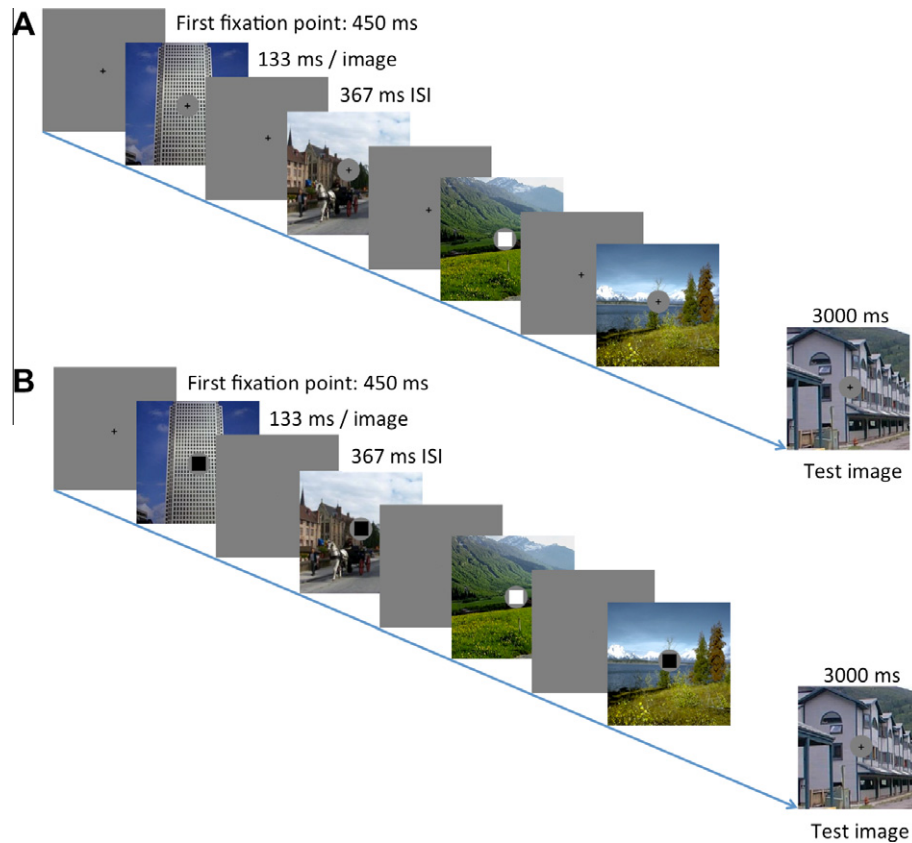 A
First fixation point: 450 ms
133 ms / image
367 ms ISI
3000 ms
Test image
B
First fixation point: 450 ms
133 ms / image
367 ms ISI
3000 ms
Test image